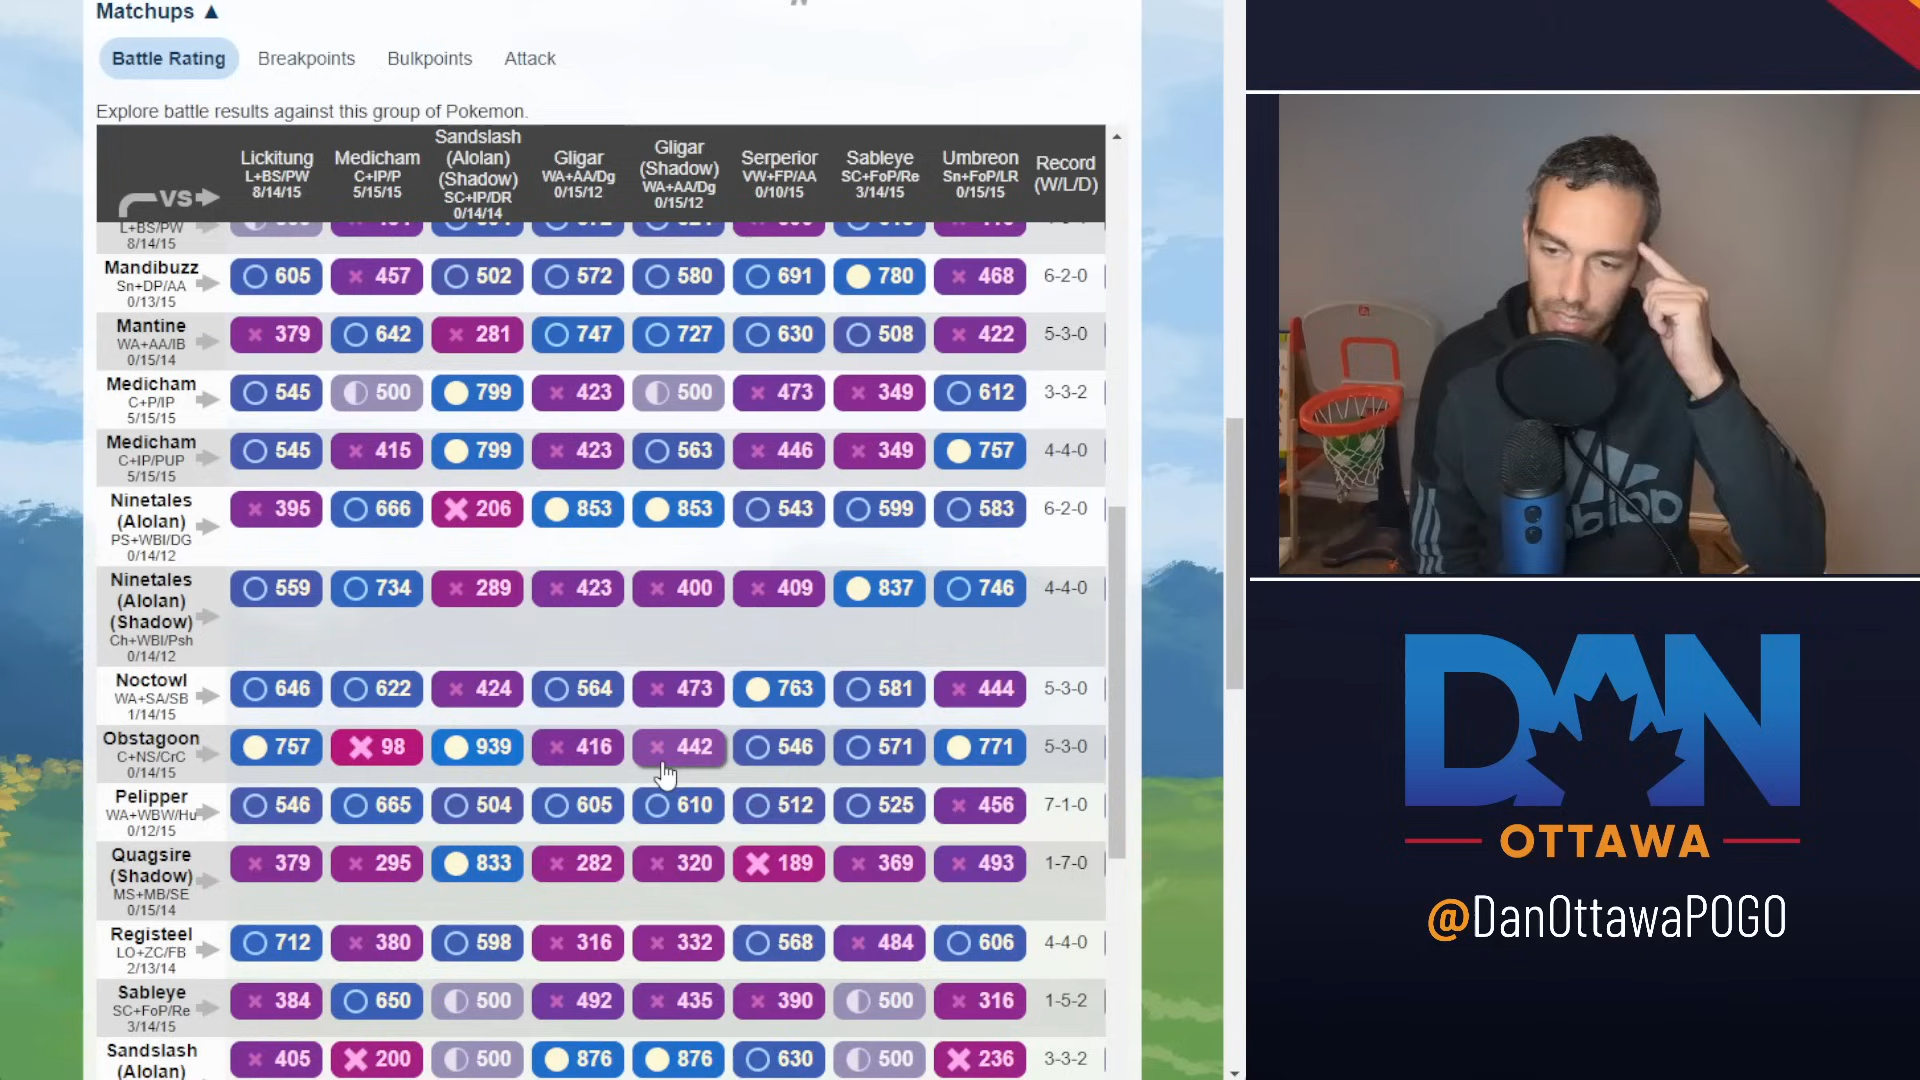 Matchups ▲
Battle Rating Breakpoints Bulkpoints Attack
Explore battle results against this group of Pokemon.
VS
Lickitung
L+BS/PW
8/14/15
Medicham
C+IP/P
5/15/15
Sandslash
(Alolan)
(Shadow)
SC+IP/DR
0/14/14
Gligar
WA+AA/Dg
0/15/12
Gligar
(Shadow)
WA+AA/Dg
0/15/12
Serperior
VW+FP/AA
0/10/15
Sableye
SC+FoP/Re
3/14/15
Umbreon
Sn+FoP/LR
0/15/15
Record
(W/L/D)
L+BS/PW
8/14/15
Mandibuzz
Sn+DP/AA
0/13/15
605 457 502 572 580 691 780 468 6-2-0
Mantine
WA+AA/IB
0/15/14
379 642 281 747 727 630 508 422 5-3-0
Medicham
C+P/IP
5/15/15
545 500 799 423 500 473 349 612 3-3-2
Medicham
C+IP/PUP
5/15/15
545 415 799 423 563 446 349 757 4-4-0
Ninetales
(Alolan)
PS+WBI/DG
0/14/12
395 666 206 853 853 543 599 583 6-2-0
Ninetales
(Alolan)
(Shadow)
Ch+WBI/Psh
0/14/12
559 734 289 423 400 409 837 746 4-4-0
Noctowl
WA+SA/SB
1/14/15
646 622 424 564 473 763 581 444 5-3-0
Obstagoon
C+NS/CrC
0/14/15
757 98 939 416 442 546 571 771 5-3-0
Pelipper
WA+WBW/Hu
0/12/15
546 665 504 605 610 512 525 456 7-1-0
Quagsire
(Shadow)
MS+MB/SE
0/15/14
379 295 833 282 320 189 369 493 1-7-0
Registeel
LO+ZC/FB
2/13/14
712 380 598 316 332 568 484 606 4-4-0
Sableye
SC+FoP/Re
3/14/15
384 650 500 492 435 390 500 316 1-5-2
Sandslash
(Alolan)
405 200 500 876 876 630 500 236 3-3-2
adidas
DAN
OTTAWA
@DanOttawaPOGO